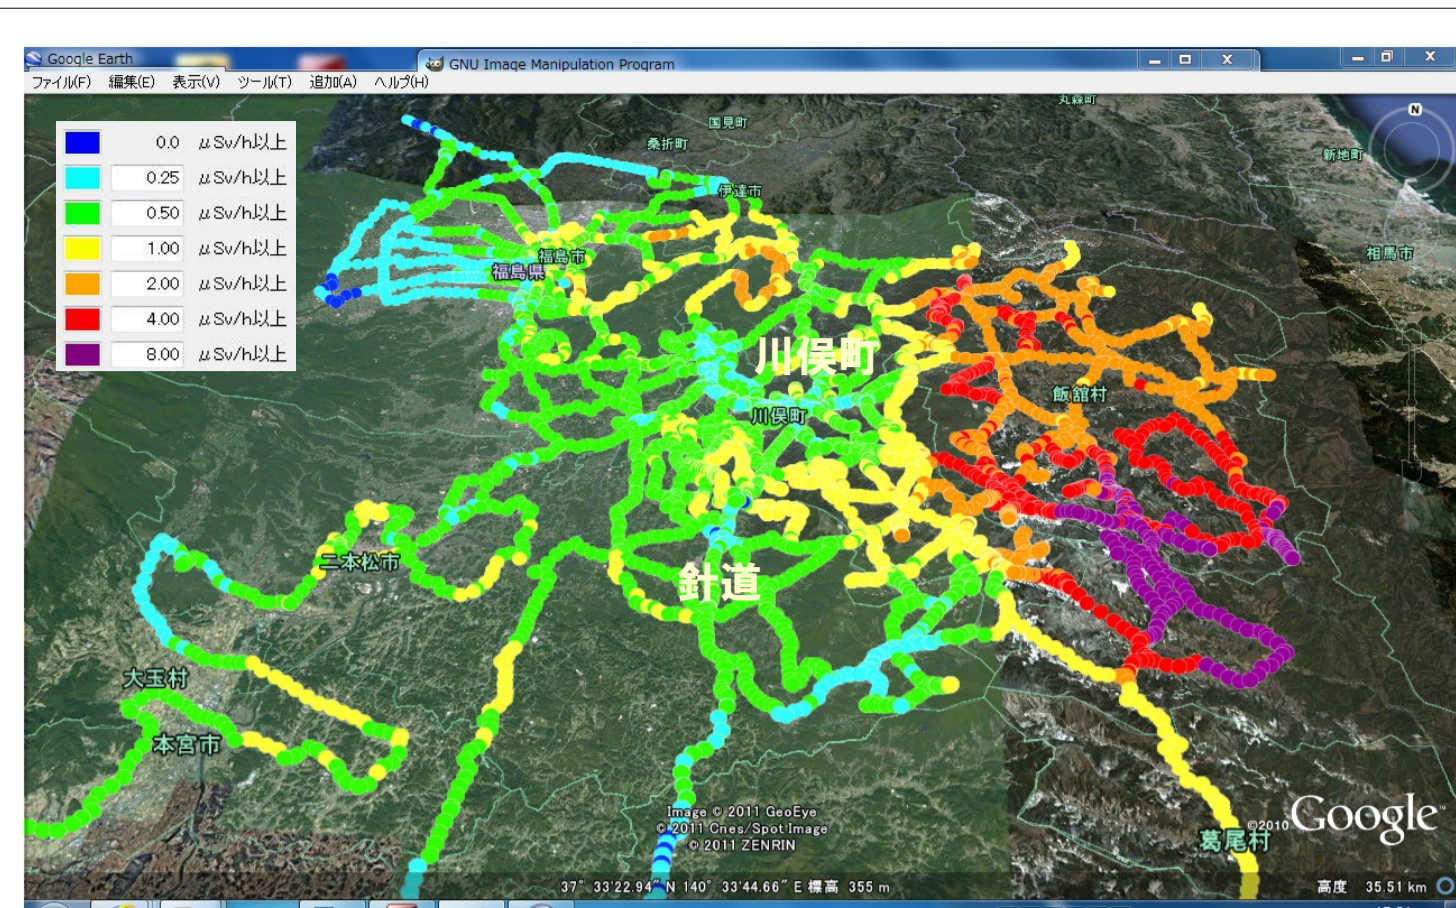 Google Earth
GNU Image Manipulation Program
ファイル(F) 編集(E) 表示(V) ツール(T) 追加(A) ヘルプ(H)
0.0 μSv/h以上
0.25 μSv/h以上
0.50 μSv/h以上
1.00 μSv/h以上
2.00 μSv/h以上
4.00 μSv/h以上
8.00 μSv/h以上
丸森町
国見町
桑折町
N
新地町
伊達市
相馬市
福島市
福島県
川俣町
飯舘村
川俣町
二本松市
針道
大玉村
本宮市
Image © 2011 GeoEye
© 2011 Cnes/Spot Image
© 2011 ZENRIN
©2010 Google
葛尾村
37° 33'22.94" N 140° 33'44.66" E 標高 355 m
高度 35.51 km